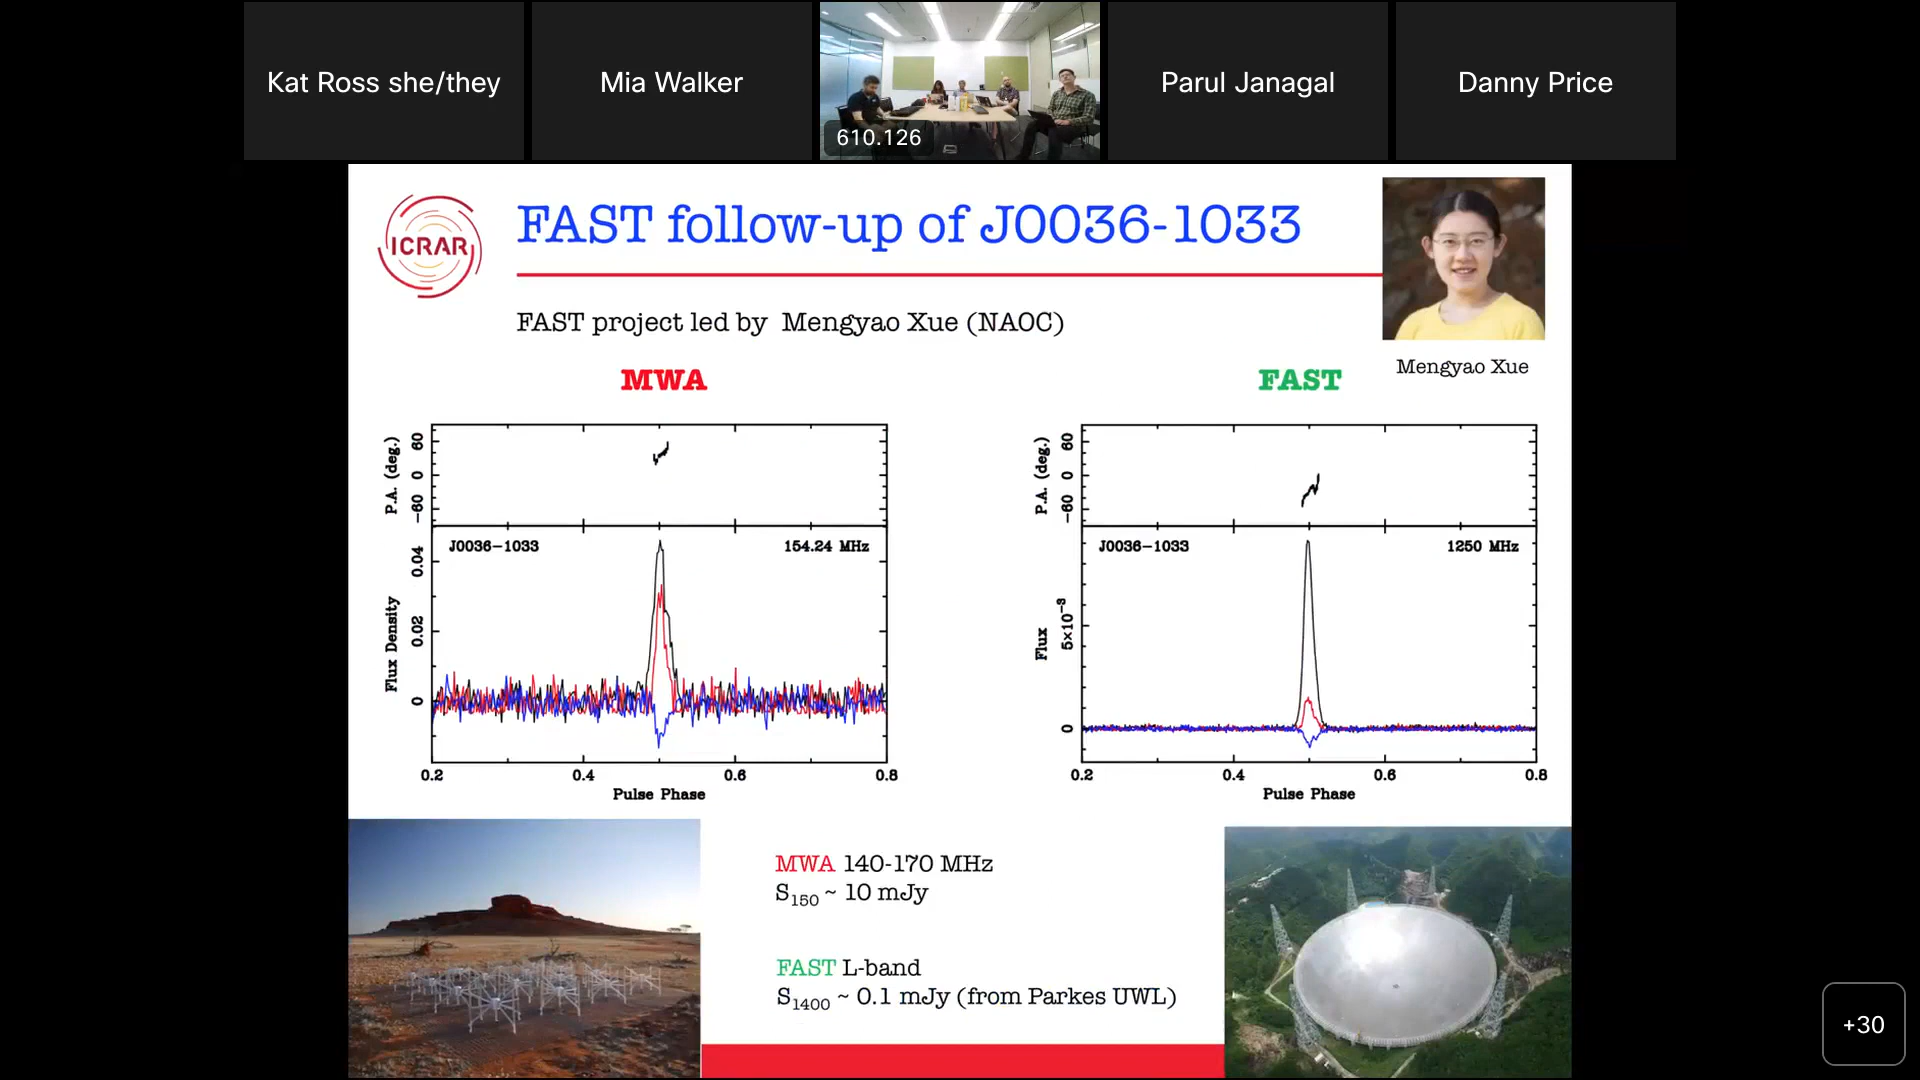 Kat Ross she/they
Mia Walker
610.126
Parul Janagal
Danny Price
ICRAR
FAST follow-up of J0036-1033
FAST project led by Mengyao Xue (NAOC)
Mengyao Xue
MWA
P.A. (deg.)
60
0
-60
J0036-1033
154.24 MHz
Flux Density
0.04
0.02
0
0.2
0.4
0.6
0.8
Pulse Phase
FAST
P.A. (deg.)
60
0
-60
J0036-1033
1250 MHz
Flux
5×10⁻³
0
0.2
0.4
0.6
0.8
Pulse Phase
MWA 140-170 MHz
S₁₅₀ ~ 10 mJy
FAST L-band
S₁₄₀₀ ~ 0.1 mJy (from Parkes UWL)
+30